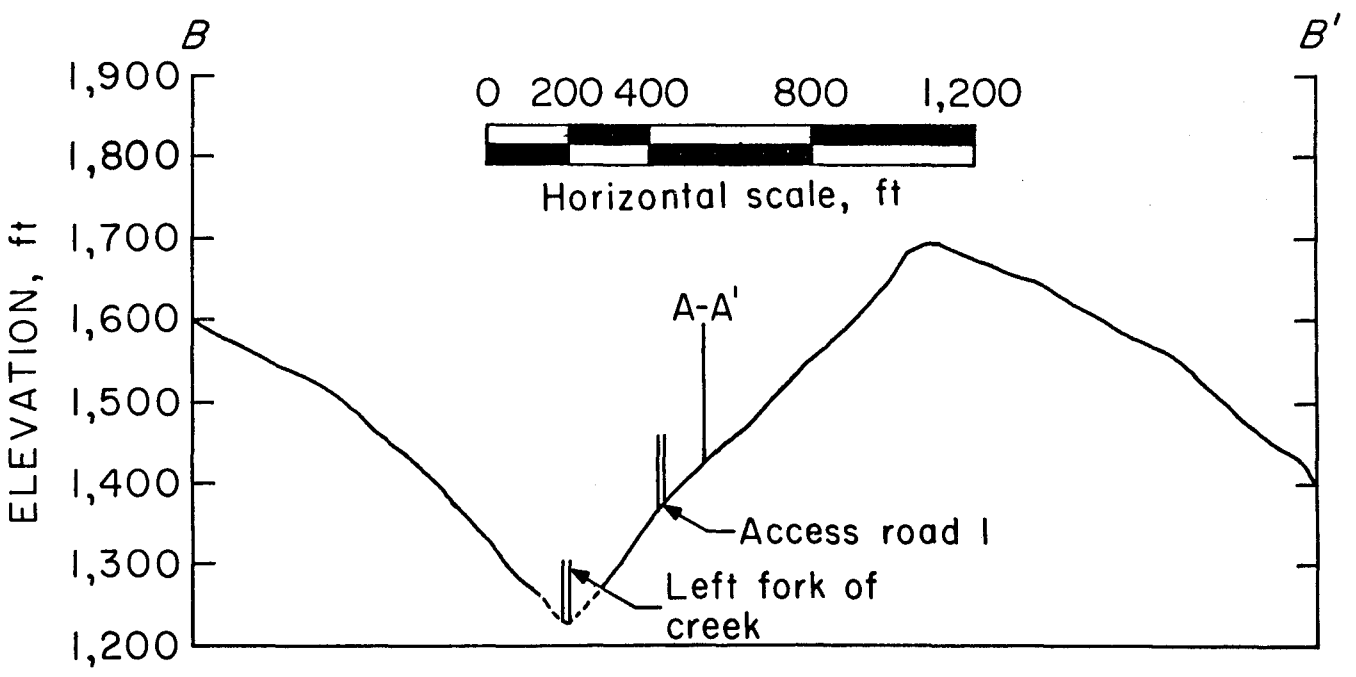 B B'
0 200 400 800 1,200
Horizontal scale, ft
ELEVATION, ft
1,900
1,800
1,700
1,600
1,500
1,400
1,300
1,200
A-A'
Access road 1
Left fork of
creek